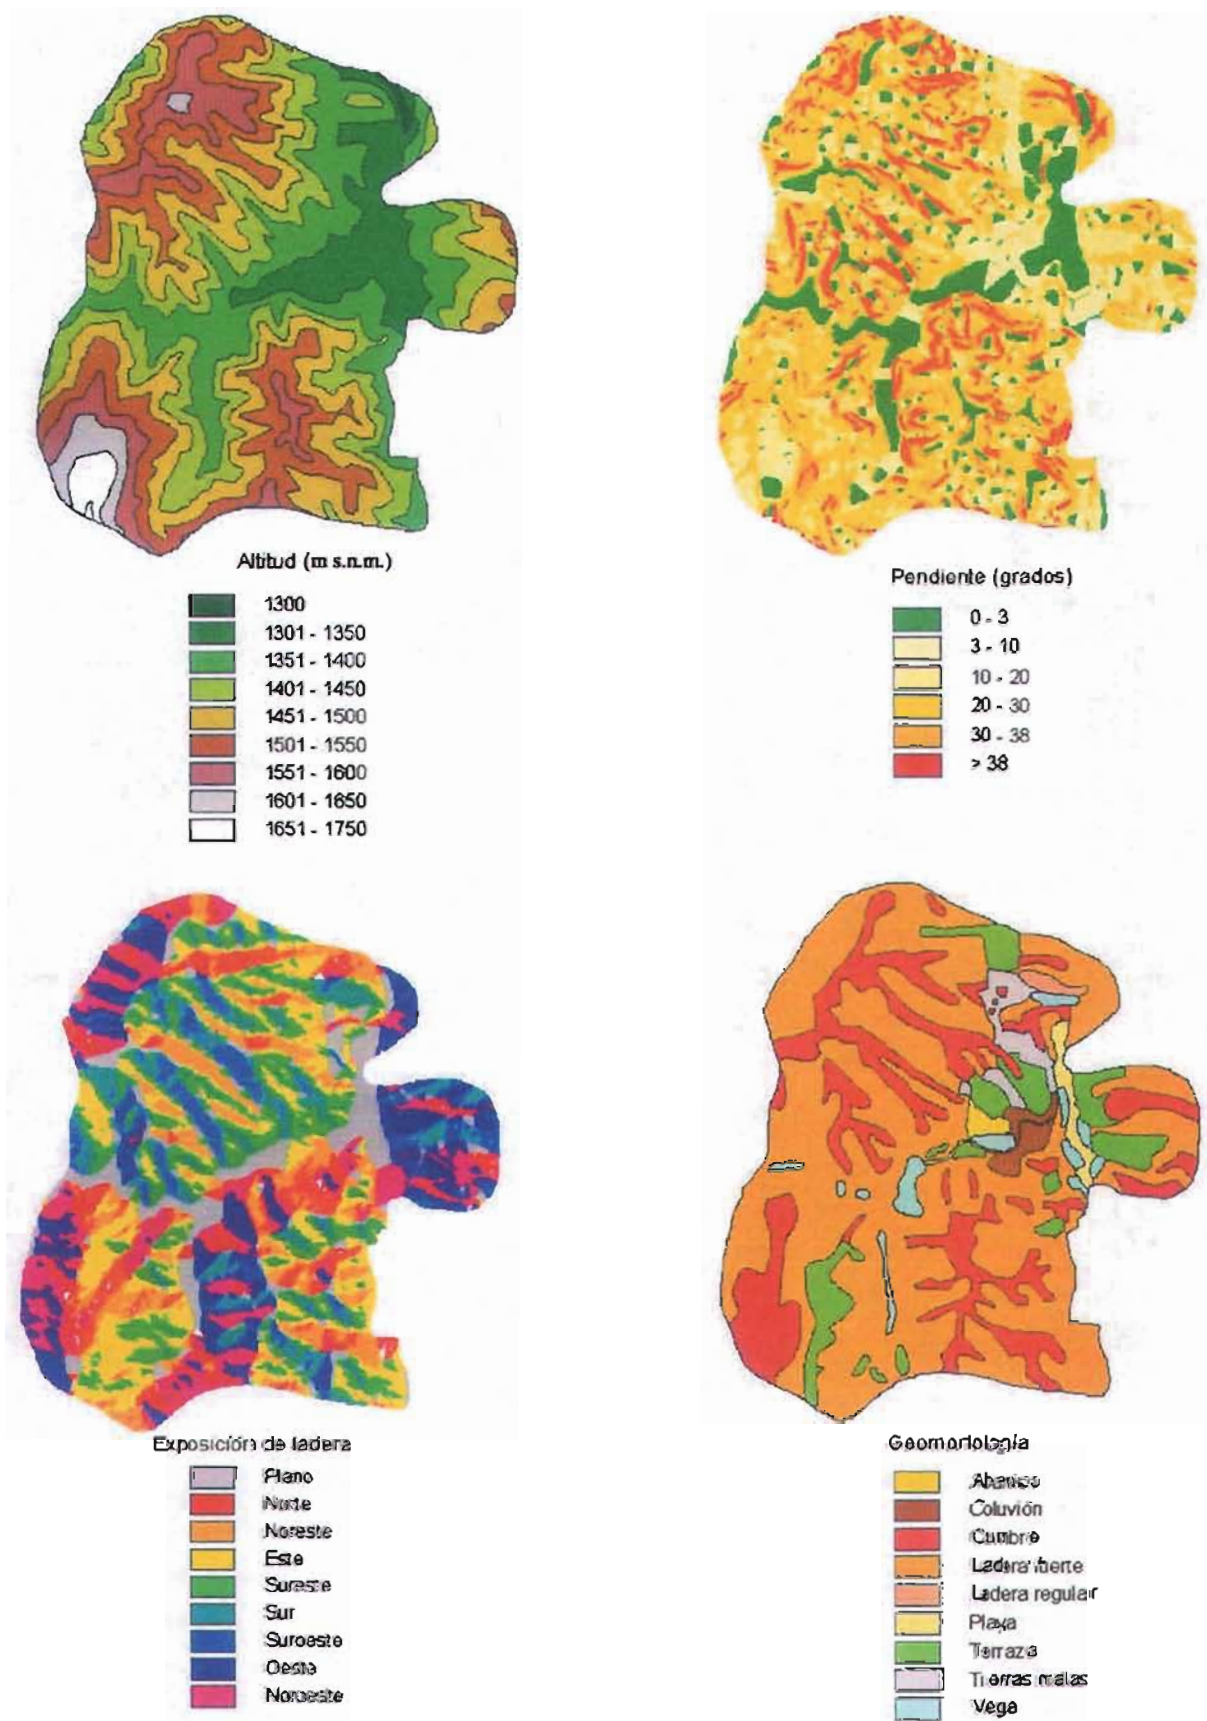 Altitud (m s.n.m.)
1300
1301 - 1350
1351 - 1400
1401 - 1450
1451 - 1500
1501 - 1550
1551 - 1600
1601 - 1650
1651 - 1750
Pendiente (grados)
0 - 3
3 - 10
10 - 20
20 - 30
30 - 38
> 38
Exposición de ladera
Plano
Norte
Noreste
Este
Sureste
Sur
Suroeste
Oeste
Noroeste
Geomorfología
Abanico
Coluvión
Cumbre
Ladera fuerte
Ladera regular
Playa
Terraza
Tierras malas
Vega